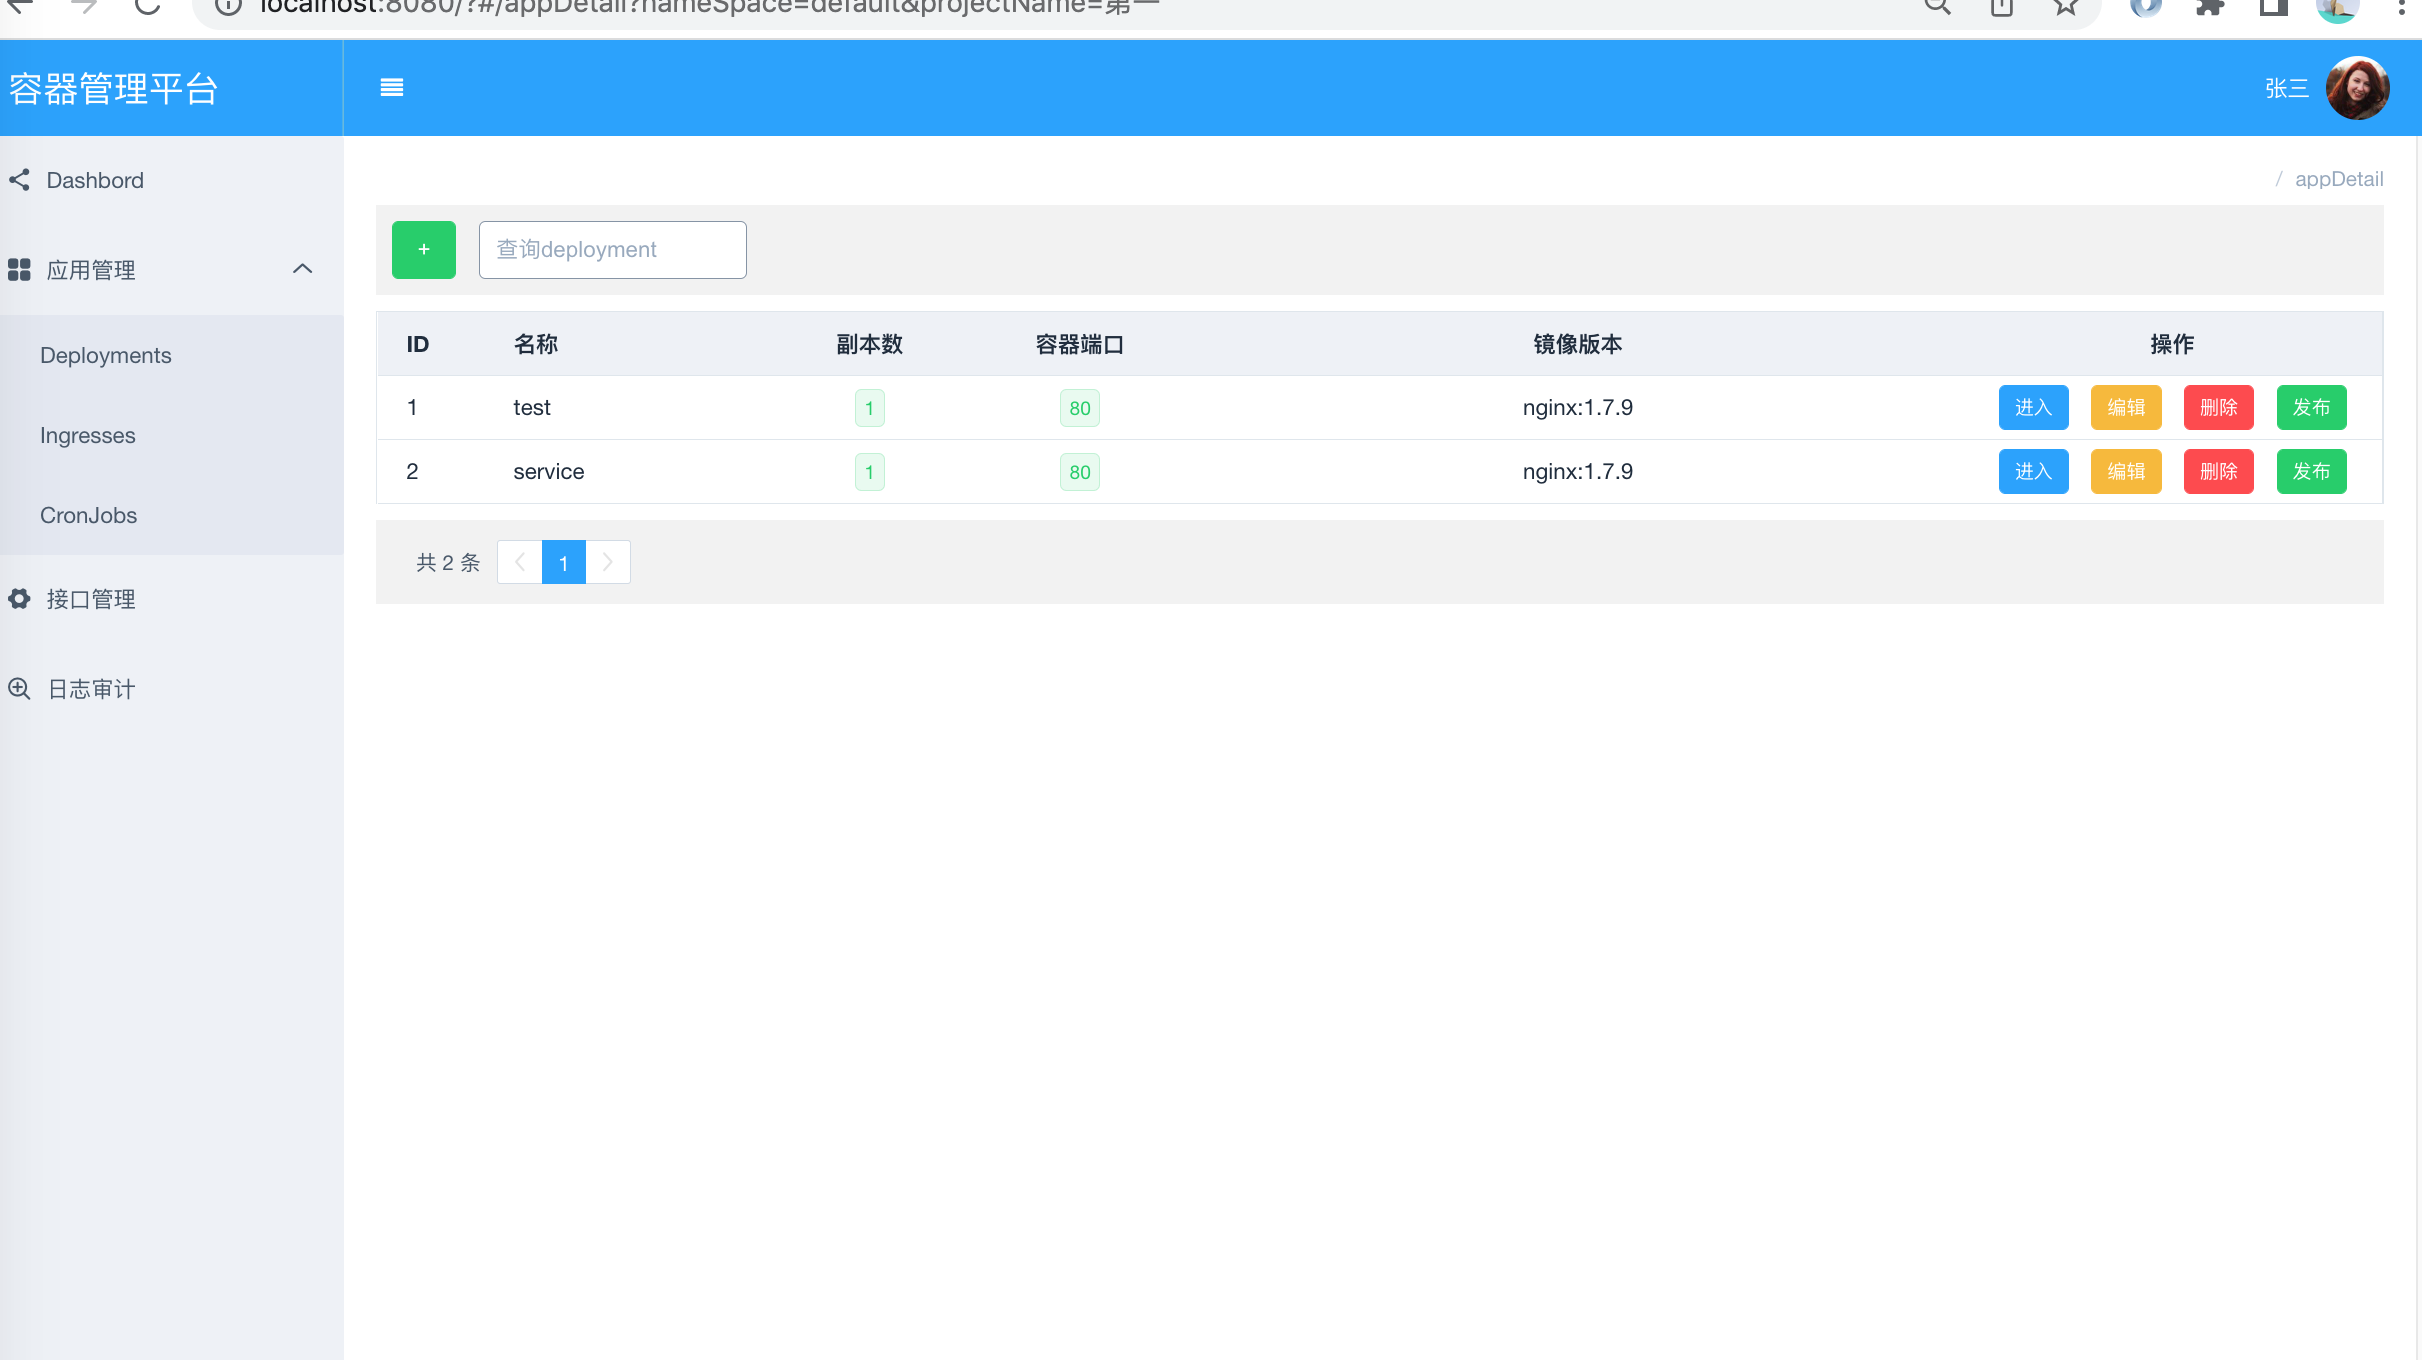 localhost:8080/?#/appDetail?nameSpace=default&projectName=第一
容器管理平台
张三
Dashbord
/ appDetail
应用管理
+ 查询deployment
Deployments
Ingresses
CronJobs
接口管理
日志审计
ID 名称 副本数 容器端口 镜像版本 操作
1 test 1 80 nginx:1.7.9 进入 编辑 删除 发布
2 service 1 80 nginx:1.7.9 进入 编辑 删除 发布
共 2 条 1